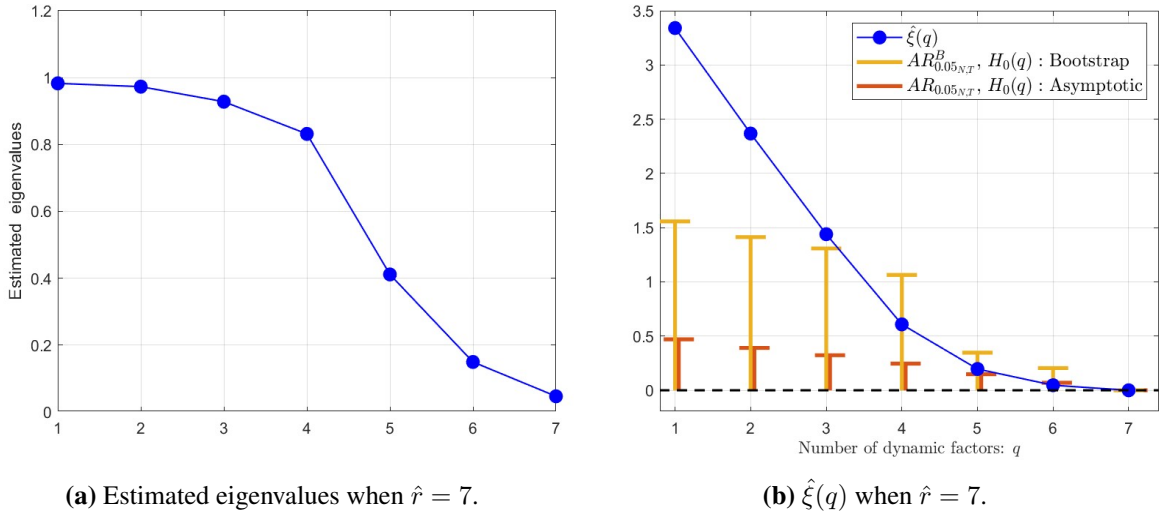 1.2
1
0.8
0.6
0.4
0.2
0
Estimated eigenvalues
1 2 3 4 5 6 7
3.5
3
2.5
2
1.5
1
0.5
0
ξ̂(q)
AR^B_{0.05_{N,T}}, H_0(q) : Bootstrap
AR_{0.05_{N,T}}, H_0(q) : Asymptotic
1 2 3 4 5 6 7
Number of dynamic factors: q
(a) Estimated eigenvalues when r̂ = 7.
(b) ξ̂(q) when r̂ = 7.